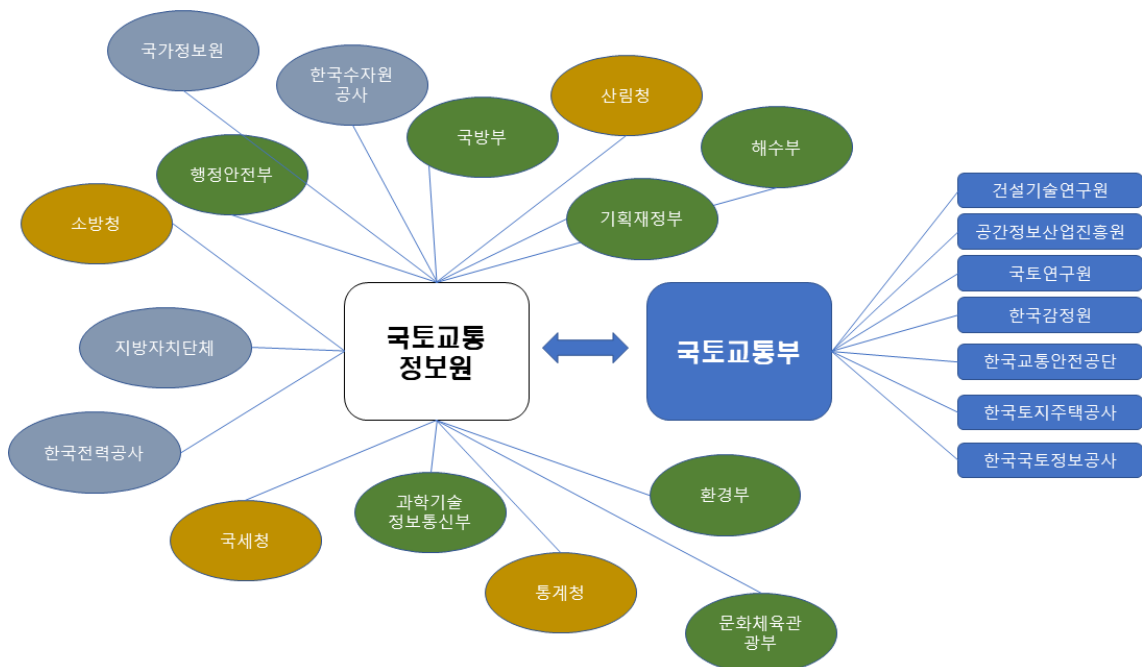 국가정보원
한국수자원
공사
산림청
국방부
해수부
행정안전부
소방청
기획재정부
건설기술연구원
공간정보산업진흥원
국토연구원
한국감정원
한국교통안전공단
한국토지주택공사
한국국토정보공사
국토교통
정보원
국토교통부
지방자치단체
한국전력공사
환경부
과학기술
정보통신부
국세청
통계청
문화체육관
광부